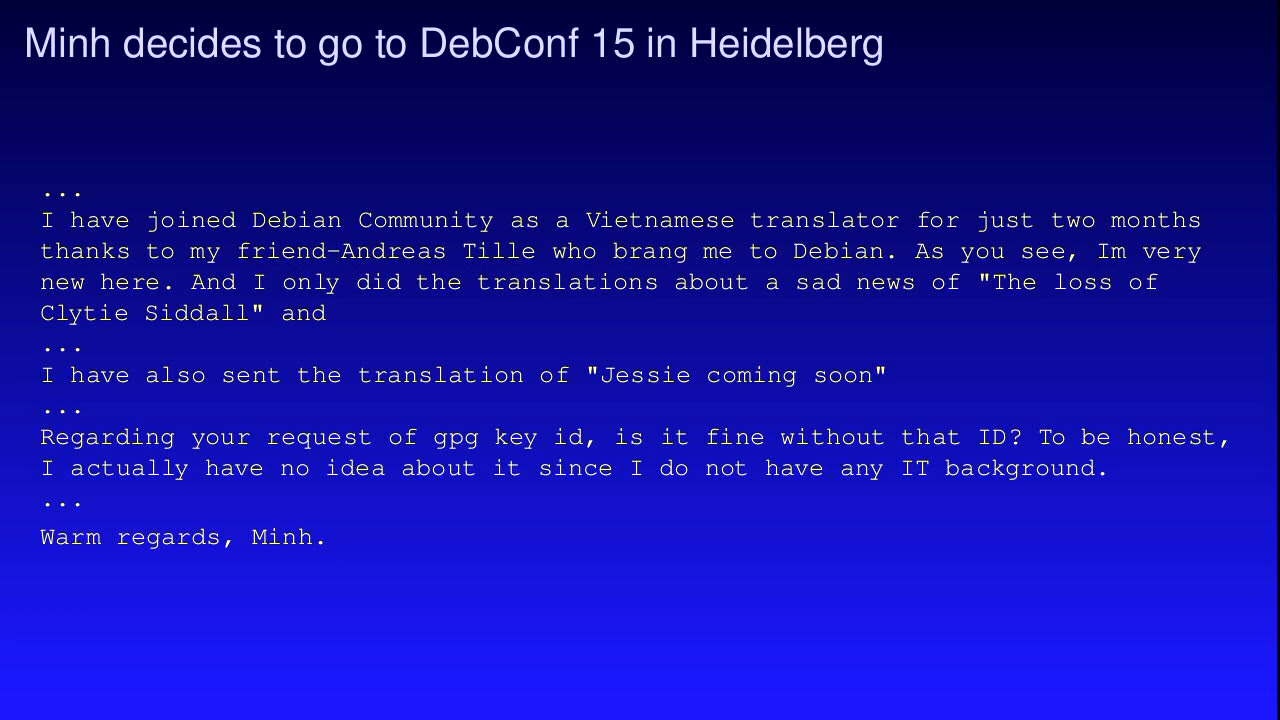 Minh decides to go to DebConf 15 in Heidelberg
...
I have joined Debian Community as a Vietnamese translator for just two months
thanks to my friend-Andreas Tille who brang me to Debian. As you see, Im very
new here. And I only did the translations about a sad news of "The loss of
Clytie Siddall" and
...
I have also sent the translation of "Jessie coming soon"
...
Regarding your request of gpg key id, is it fine without that ID? To be honest,
I actually have no idea about it since I do not have any IT background.
...
Warm regards, Minh.